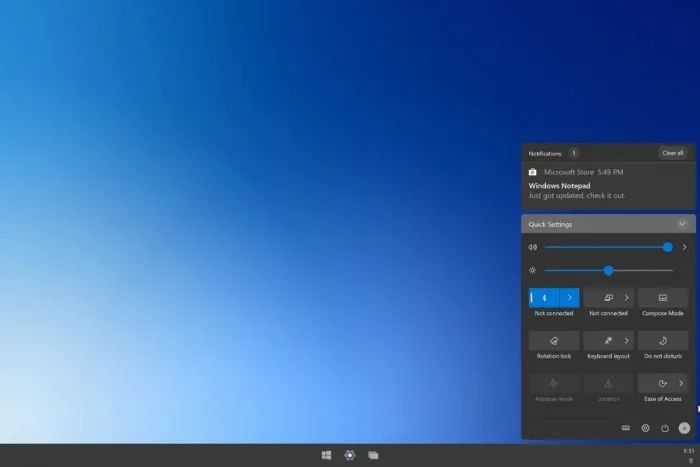 Notifications 1 Clear all
Microsoft Store 5:49 PM
Windows Notepad
Just got updated, check it out.
Quick Settings
Not connected Not connected Compose Mode
Rotation lock Keyboard layout Do not disturb
Airplane mode Location Ease of Access
5:51